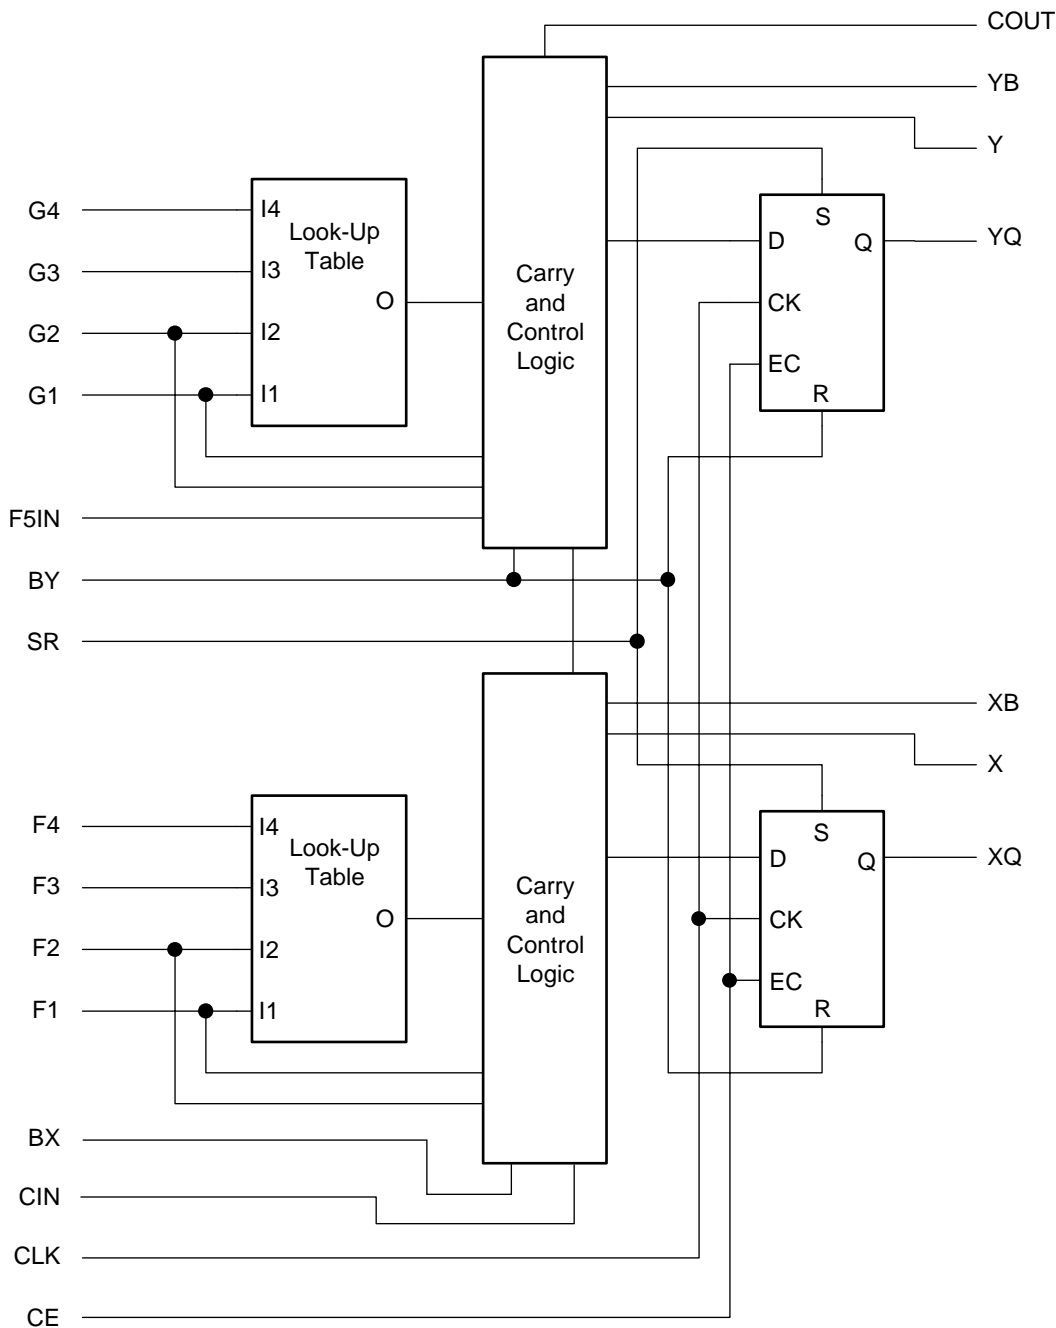 COUT
YB
Y
G4
I4
Look-Up
Table
S
D
Q
YQ
G3
I3
Carry
and
Control
Logic
O
CK
G2
I2
EC
G1
I1
R
F5IN
BY
SR
XB
X
F4
I4
Look-Up
Table
S
D
Q
XQ
F3
I3
Carry
and
Control
Logic
O
CK
F2
I2
EC
F1
I1
R
BX
CIN
CLK
CE